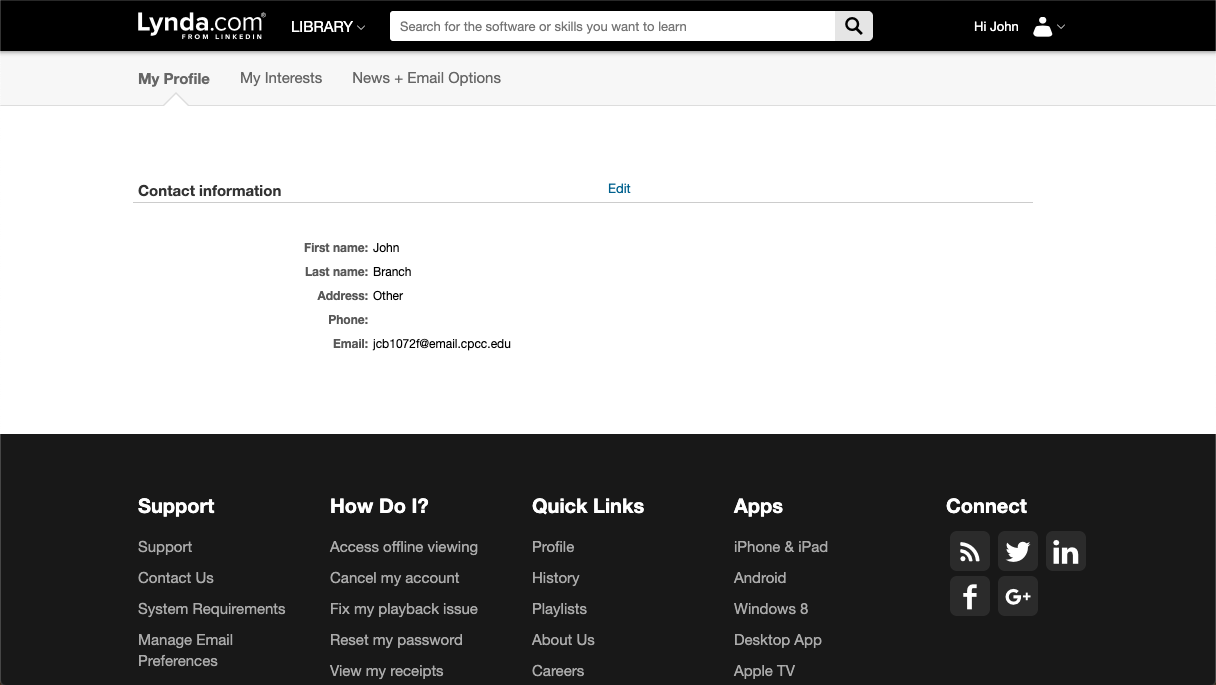 Lynda.com®
FROM LINKEDIN
LIBRARY
Search for the software or skills you want to learn
Hi John
My Profile
My Interests
News + Email Options
Contact information
Edit
First name: John
Last name: Branch
Address: Other
Phone:
Email: jcb1072f@email.cpcc.edu
Support
Support
Contact Us
System Requirements
Manage Email
Preferences
How Do I?
Access offline viewing
Cancel my account
Fix my playback issue
Reset my password
View my receipts
Quick Links
Profile
History
Playlists
About Us
Careers
Apps
iPhone & iPad
Android
Windows 8
Desktop App
Apple TV
Connect
in
f
G+